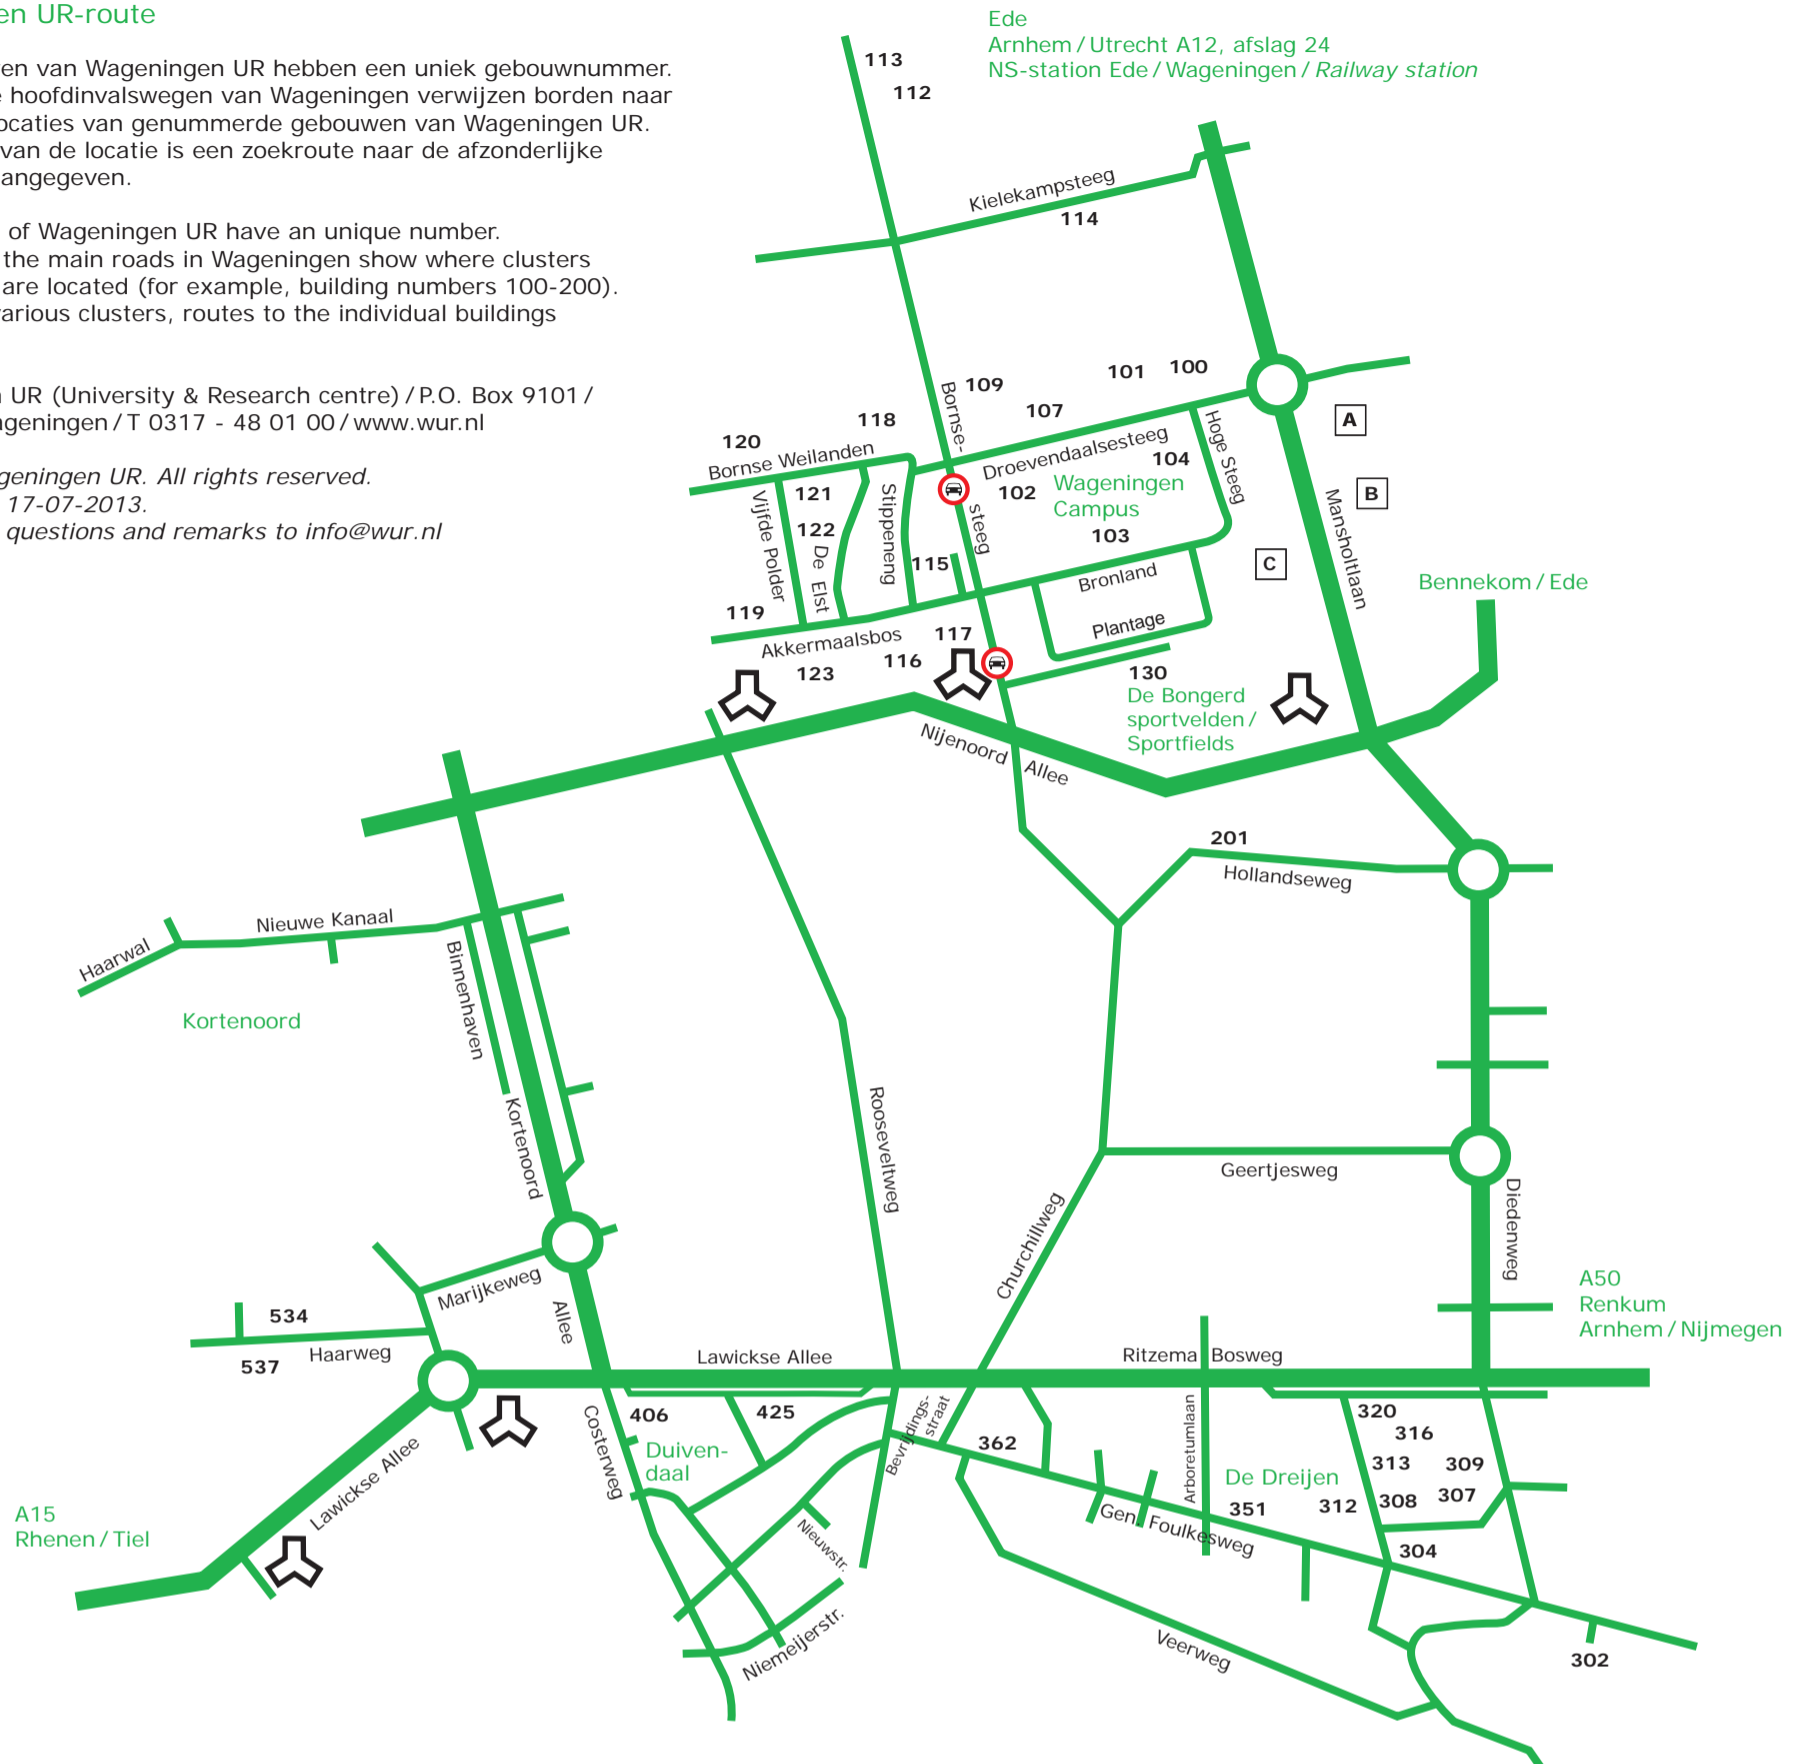 en UR-route
en van Wageningen UR hebben een uniek gebouwnummer.
e hoofdinvalswegen van Wageningen verwijzen borden naar
ocaties van genummerde gebouwen van Wageningen UR.
van de locatie is een zoekroute naar de afzonderlijke
angegeven.
of Wageningen UR have an unique number.
the main roads in Wageningen show where clusters
are located (for example, building numbers 100-200).
various clusters, routes to the individual buildings
n UR (University & Research centre) / P.O. Box 9101 /
ageningen / T 0317 - 48 01 00 / www.wur.nl
geningen UR. All rights reserved.
17-07-2013.
questions and remarks to info@wur.nl
Ede
Arnhem / Utrecht A12, afslag 24
NS-station Ede / Wageningen / Railway station
113
112
Kielekampsteeg
114
100
101
109
107
Bornse-
steeg
118
120
Bornse Weilanden
Droevendaalsesteeg
104
Hoge Steeg
A
B
C
Mansholtlaan
102
Wageningen
Campus
103
121
122
Vijfde Polder
De Elst
Stippeneng
115
Bronland
Plantage
119
Akkermaalsbos
117
116
123
130
De Bongerd
sportvelden /
Sportfields
Bennekom / Ede
Nijenoord Allee
201
Hollandseweg
Nieuwe Kanaal
Haarwal
Binnenhaven
Kortenoord
Kortenoord
Allee
Rooseveltweg
Geertjesweg
Churchillweg
Diedenweg
A50
Renkum
Arnhem / Nijmegen
Marijkeweg
534
537
Haarweg
Lawickse Allee
Ritzema Bosweg
Costerweg
406
425
Duiven-
daal
Bevrijdings-
straat
362
Arboretumlaan
De Dreijen
320
316
313
309
308
307
312
351
304
Gen. Foulkesweg
Lawickse Allee
A15
Rhenen / Tiel
Nieuwstr.
Niemeijerstr.
Veerweg
302